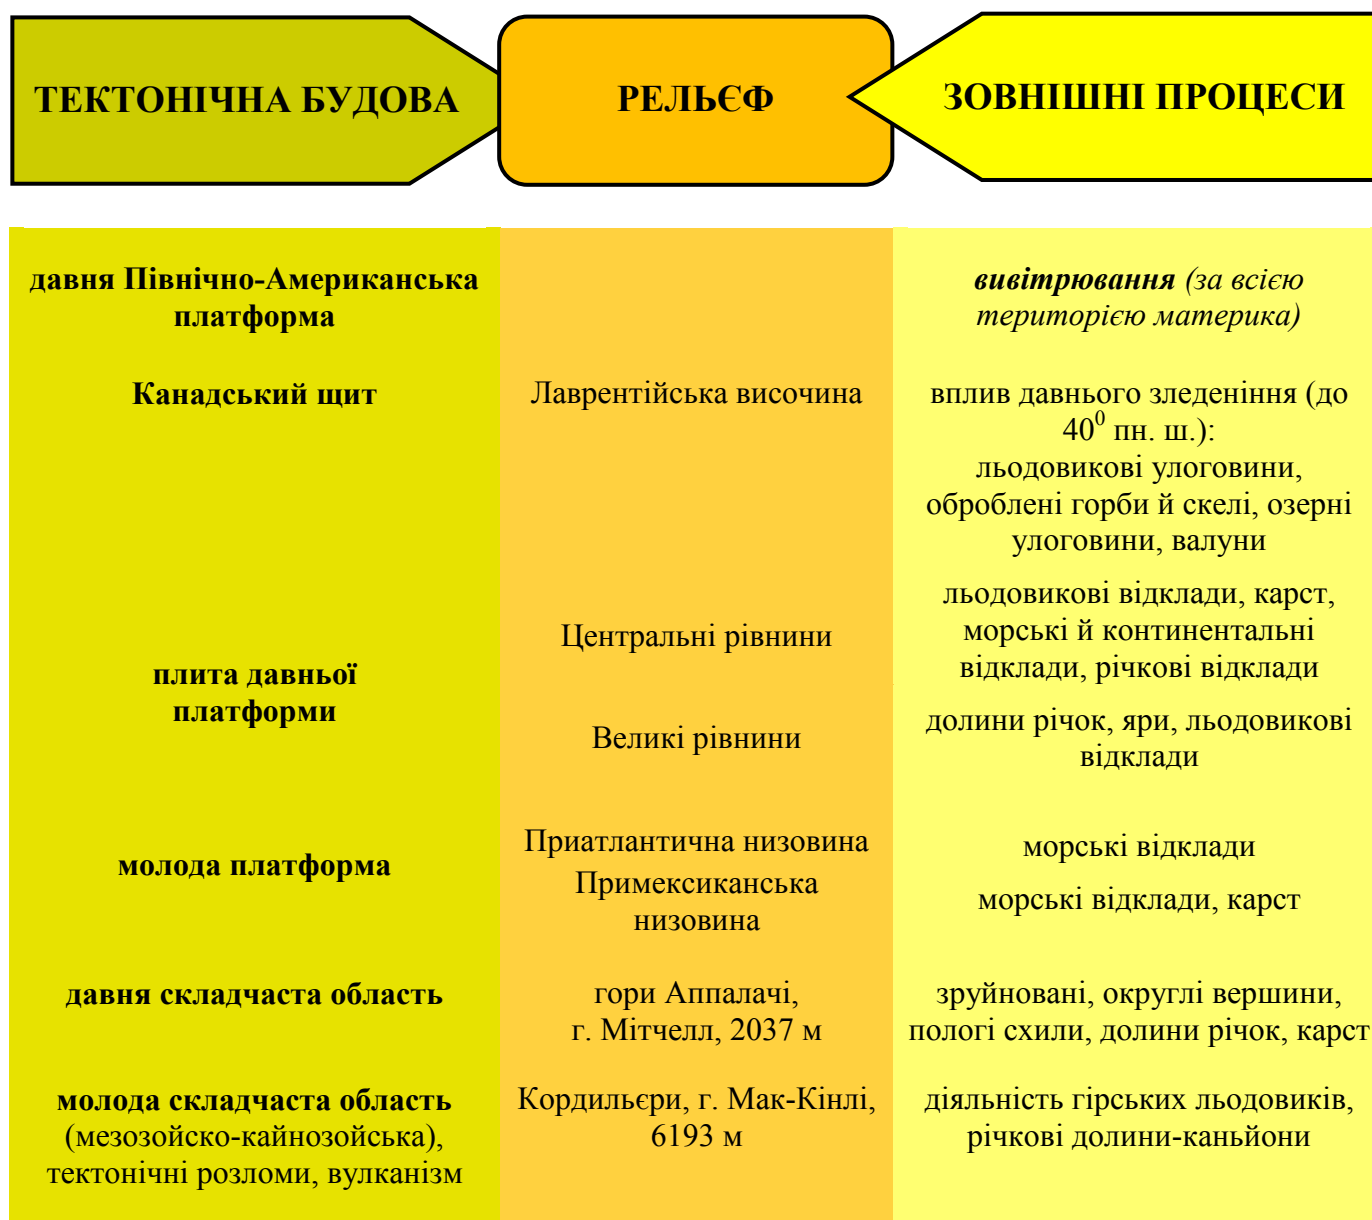 ТЕКТОНІЧНА БУДОВА
РЕЛЬЄФ
ЗОВНІШНІ ПРОЦЕСИ
давня Північно-Американська
платформа
вивітрювання (за всією
територією материка)
Канадський щит
Лаврентійська височина
вплив давнього зледеніння (до
40⁰ пн. ш.):
льодовикові улоговини,
оброблені горби й скелі, озерні
улоговини, валуни
плита давньої
платформи
Центральні рівнини
льодовикові відклади, карст,
морські й континентальні
відклади, річкові відклади
Великі рівнини
долини річок, яри, льодовикові
відклади
молода платформа
Приатлантична низовина
морські відклади
Примексиканська
низовина
морські відклади, карст
давня складчаста область
гори Аппалачі,
г. Мітчелл, 2037 м
зруйновані, округлі вершини,
пологі схили, долини річок, карст
молода складчаста область
(мезозойско-кайнозойська),
тектонічні розломи, вулканізм
Кордильєри, г. Мак-Кінлі,
6193 м
діяльність гірських льодовиків,
річкові долини-каньйони